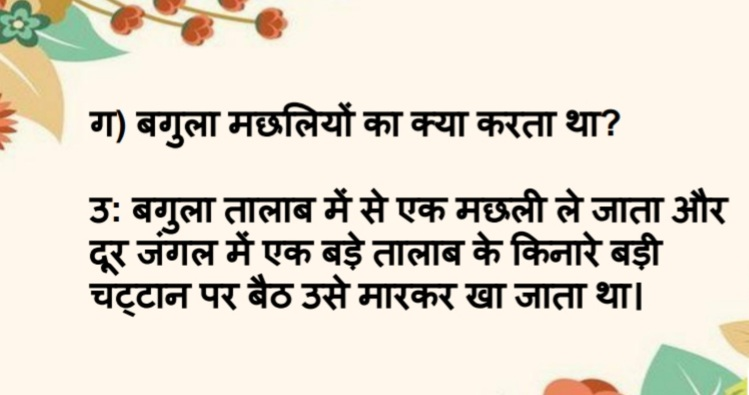 ग) बगुला मछलियों का क्या करता था?
उ: बगुला तालाब में से एक मछली ले जाता और
दूर जंगल में एक बड़े तालाब के किनारे बड़ी
चट्टान पर बैठ उसे मारकर खा जाता था।